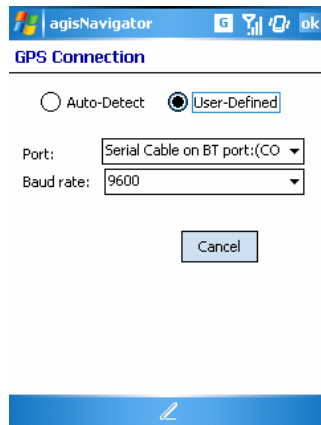 agisNavigator G ok
GPS Connection
Auto-Detect User-Defined
Port: Serial Cable on BT port:(CO
Baud rate: 9600
Cancel